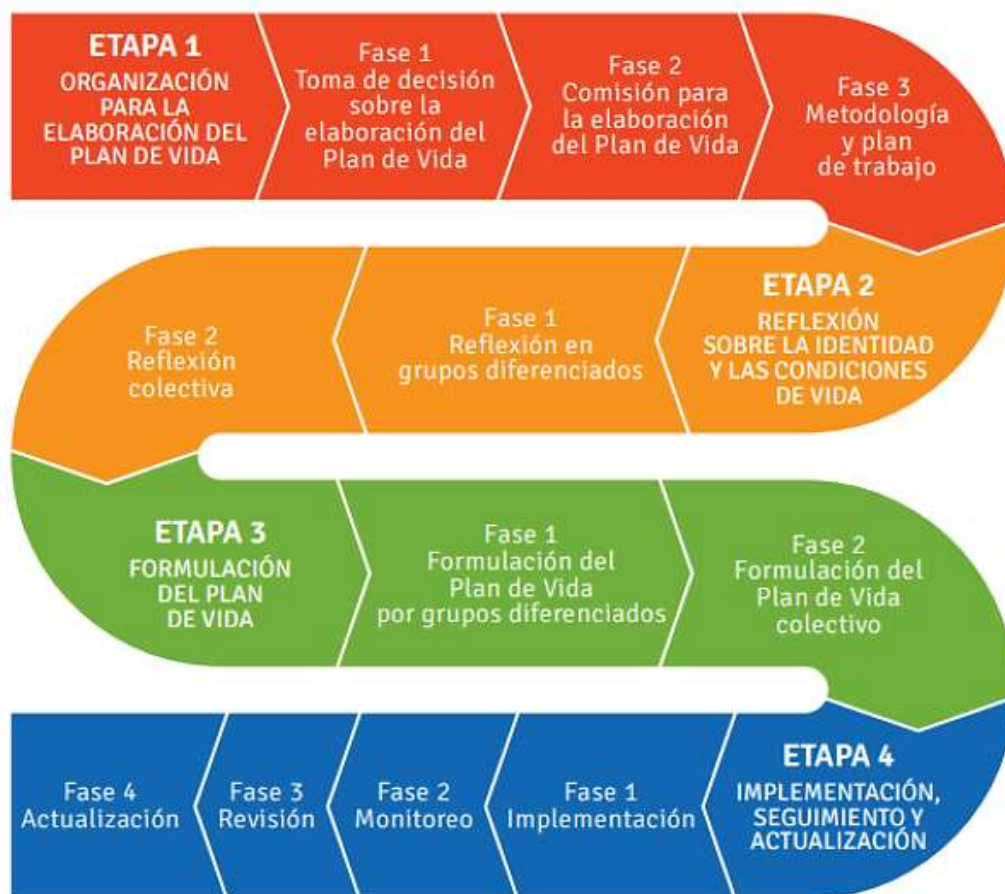 ETAPA 1
ORGANIZACIÓN
PARA LA
ELABORACIÓN DEL
PLAN DE VIDA
Fase 1
Toma de decisión
sobre la
elaboración del
Plan de Vida
Fase 2
Comisión para
la elaboración
del Plan de Vida
Fase 3
Metodología
y plan
de trabajo
ETAPA 2
REFLEXIÓN
SOBRE LA IDENTIDAD
Y LAS CONDICIONES
DE VIDA
Fase 1
Reflexión en
grupos diferenciados
Fase 2
Reflexión
colectiva
ETAPA 3
FORMULACIÓN
DEL PLAN
DE VIDA
Fase 1
Formulación del
Plan de Vida
por grupos diferenciados
Fase 2
Formulación del
Plan de Vida
colectivo
ETAPA 4
IMPLEMENTACIÓN,
SEGUIMIENTO Y
ACTUALIZACIÓN
Fase 1
Implementación
Fase 2
Monitoreo
Fase 3
Revisión
Fase 4
Actualización